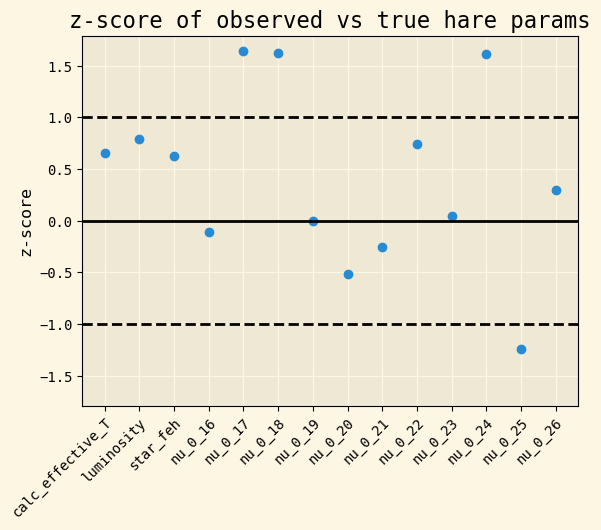 z-score of observed vs true hare params
z-score
1.5
1.0
0.5
0.0
−0.5
−1.0
−1.5
calc_effective_T
luminosity
star_feh
nu_0_16
nu_0_17
nu_0_18
nu_0_19
nu_0_20
nu_0_21
nu_0_22
nu_0_23
nu_0_24
nu_0_25
nu_0_26